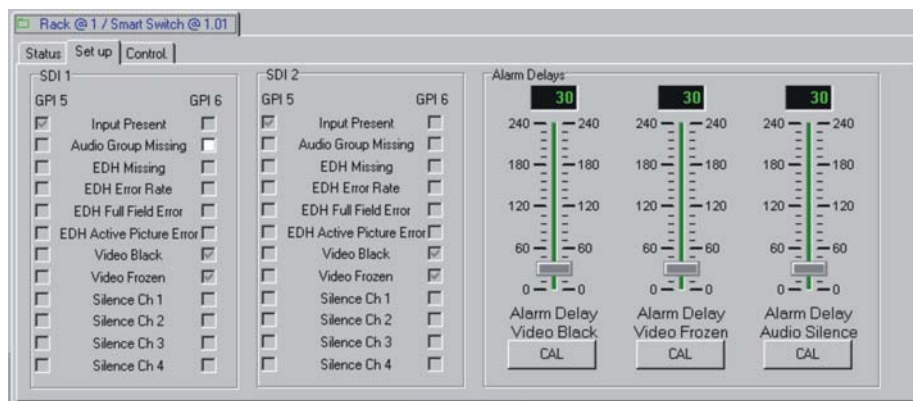 Rack @ 1 / Smart Switch @ 1.01
Status Set up Control
SDI 1
GPI 5 GPI 6
Input Present
Audio Group Missing
EDH Missing
EDH Error Rate
EDH Full Field Error
EDH Active Picture Error
Video Black
Video Frozen
Silence Ch 1
Silence Ch 2
Silence Ch 3
Silence Ch 4
SDI 2
GPI 5 GPI 6
Input Present
Audio Group Missing
EDH Missing
EDH Error Rate
EDH Full Field Error
EDH Active Picture Error
Video Black
Video Frozen
Silence Ch 1
Silence Ch 2
Silence Ch 3
Silence Ch 4
Alarm Delays
30 30 30
240 240 240 240 240 240
180 180 180 180 180 180
120 120 120 120 120 120
60 60 60 60 60 60
0 0 0 0 0 0
Alarm Delay Alarm Delay Alarm Delay
Video Black Video Frozen Audio Silence
CAL CAL CAL